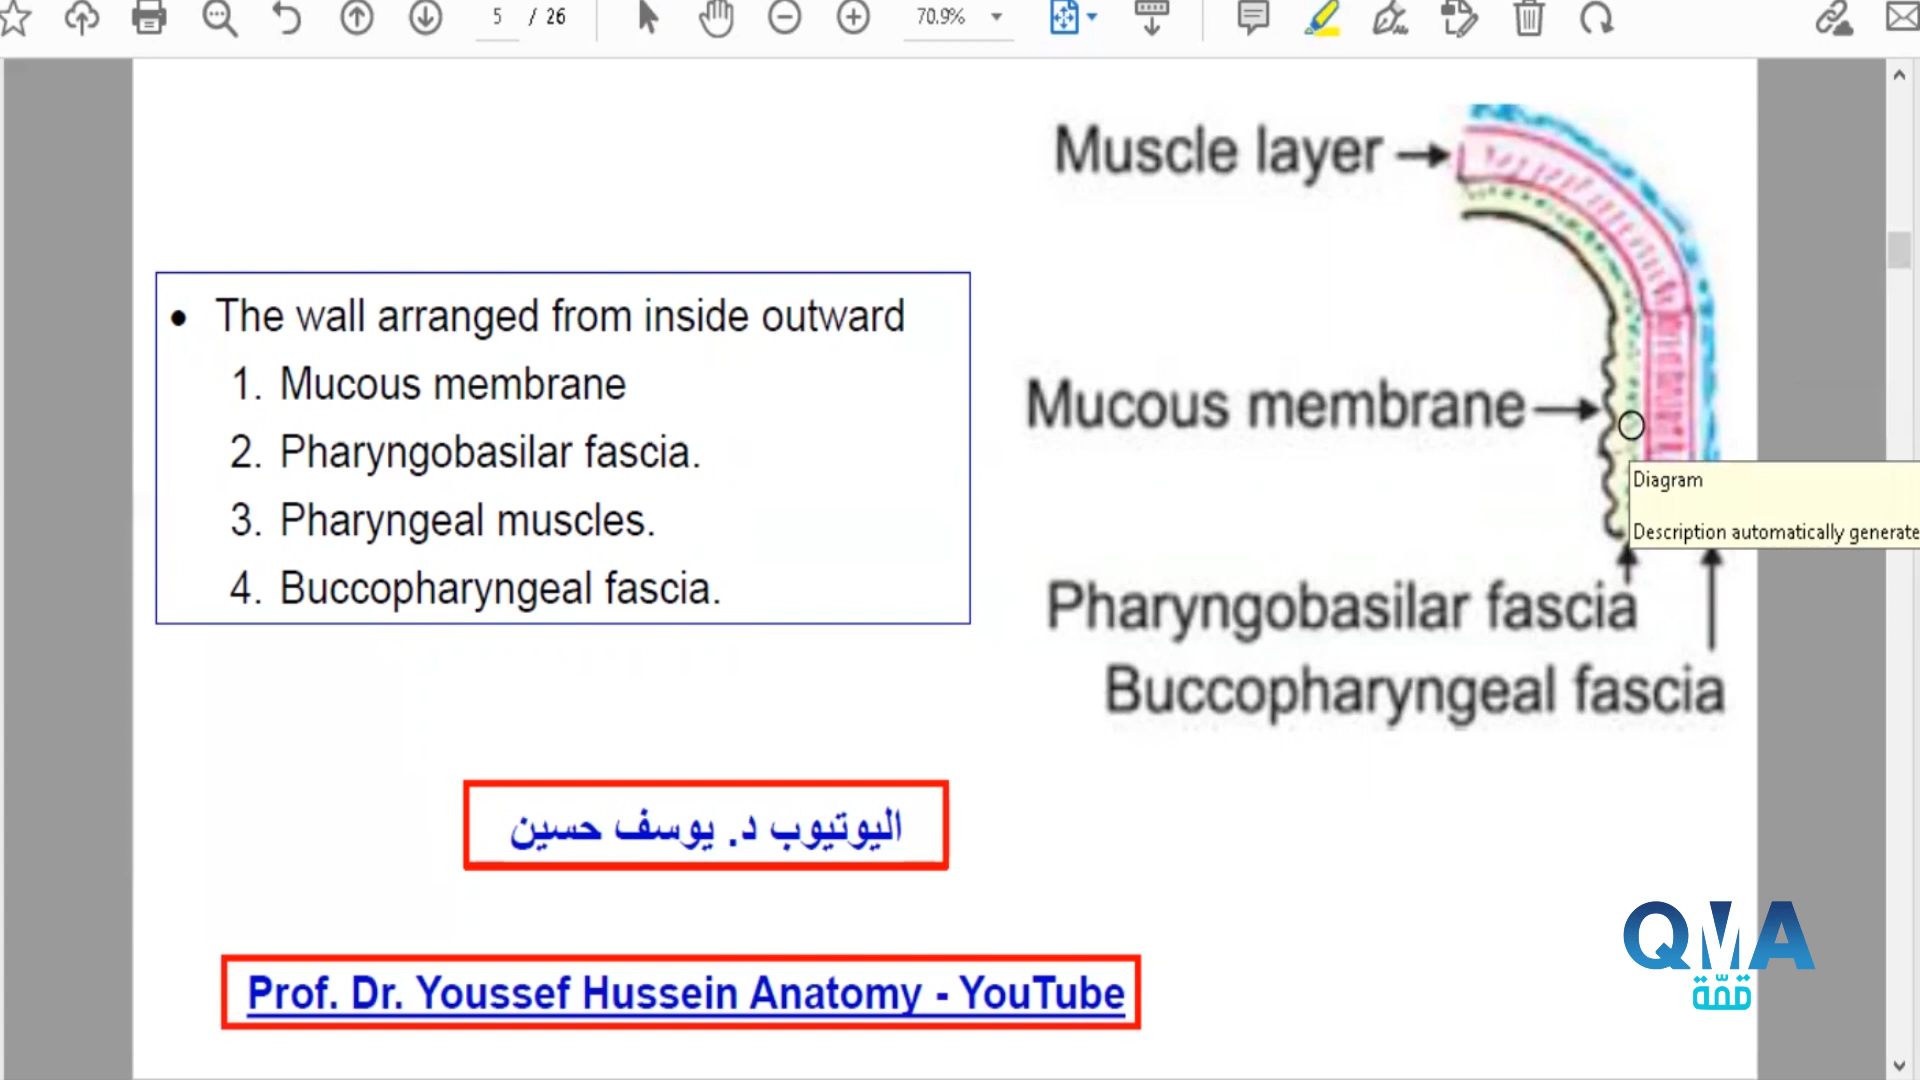 5 / 26
70.9%
Muscle layer
• The wall arranged from inside outward
1. Mucous membrane
2. Pharyngobasilar fascia.
3. Pharyngeal muscles.
4. Buccopharyngeal fascia.
Mucous membrane
Diagram
Description automatically generate
Pharyngobasilar fascia
Buccopharyngeal fascia
اليوتيوب د. يوسف حسين
Prof. Dr. Youssef Hussein Anatomy - YouTube
QMA
قمّة